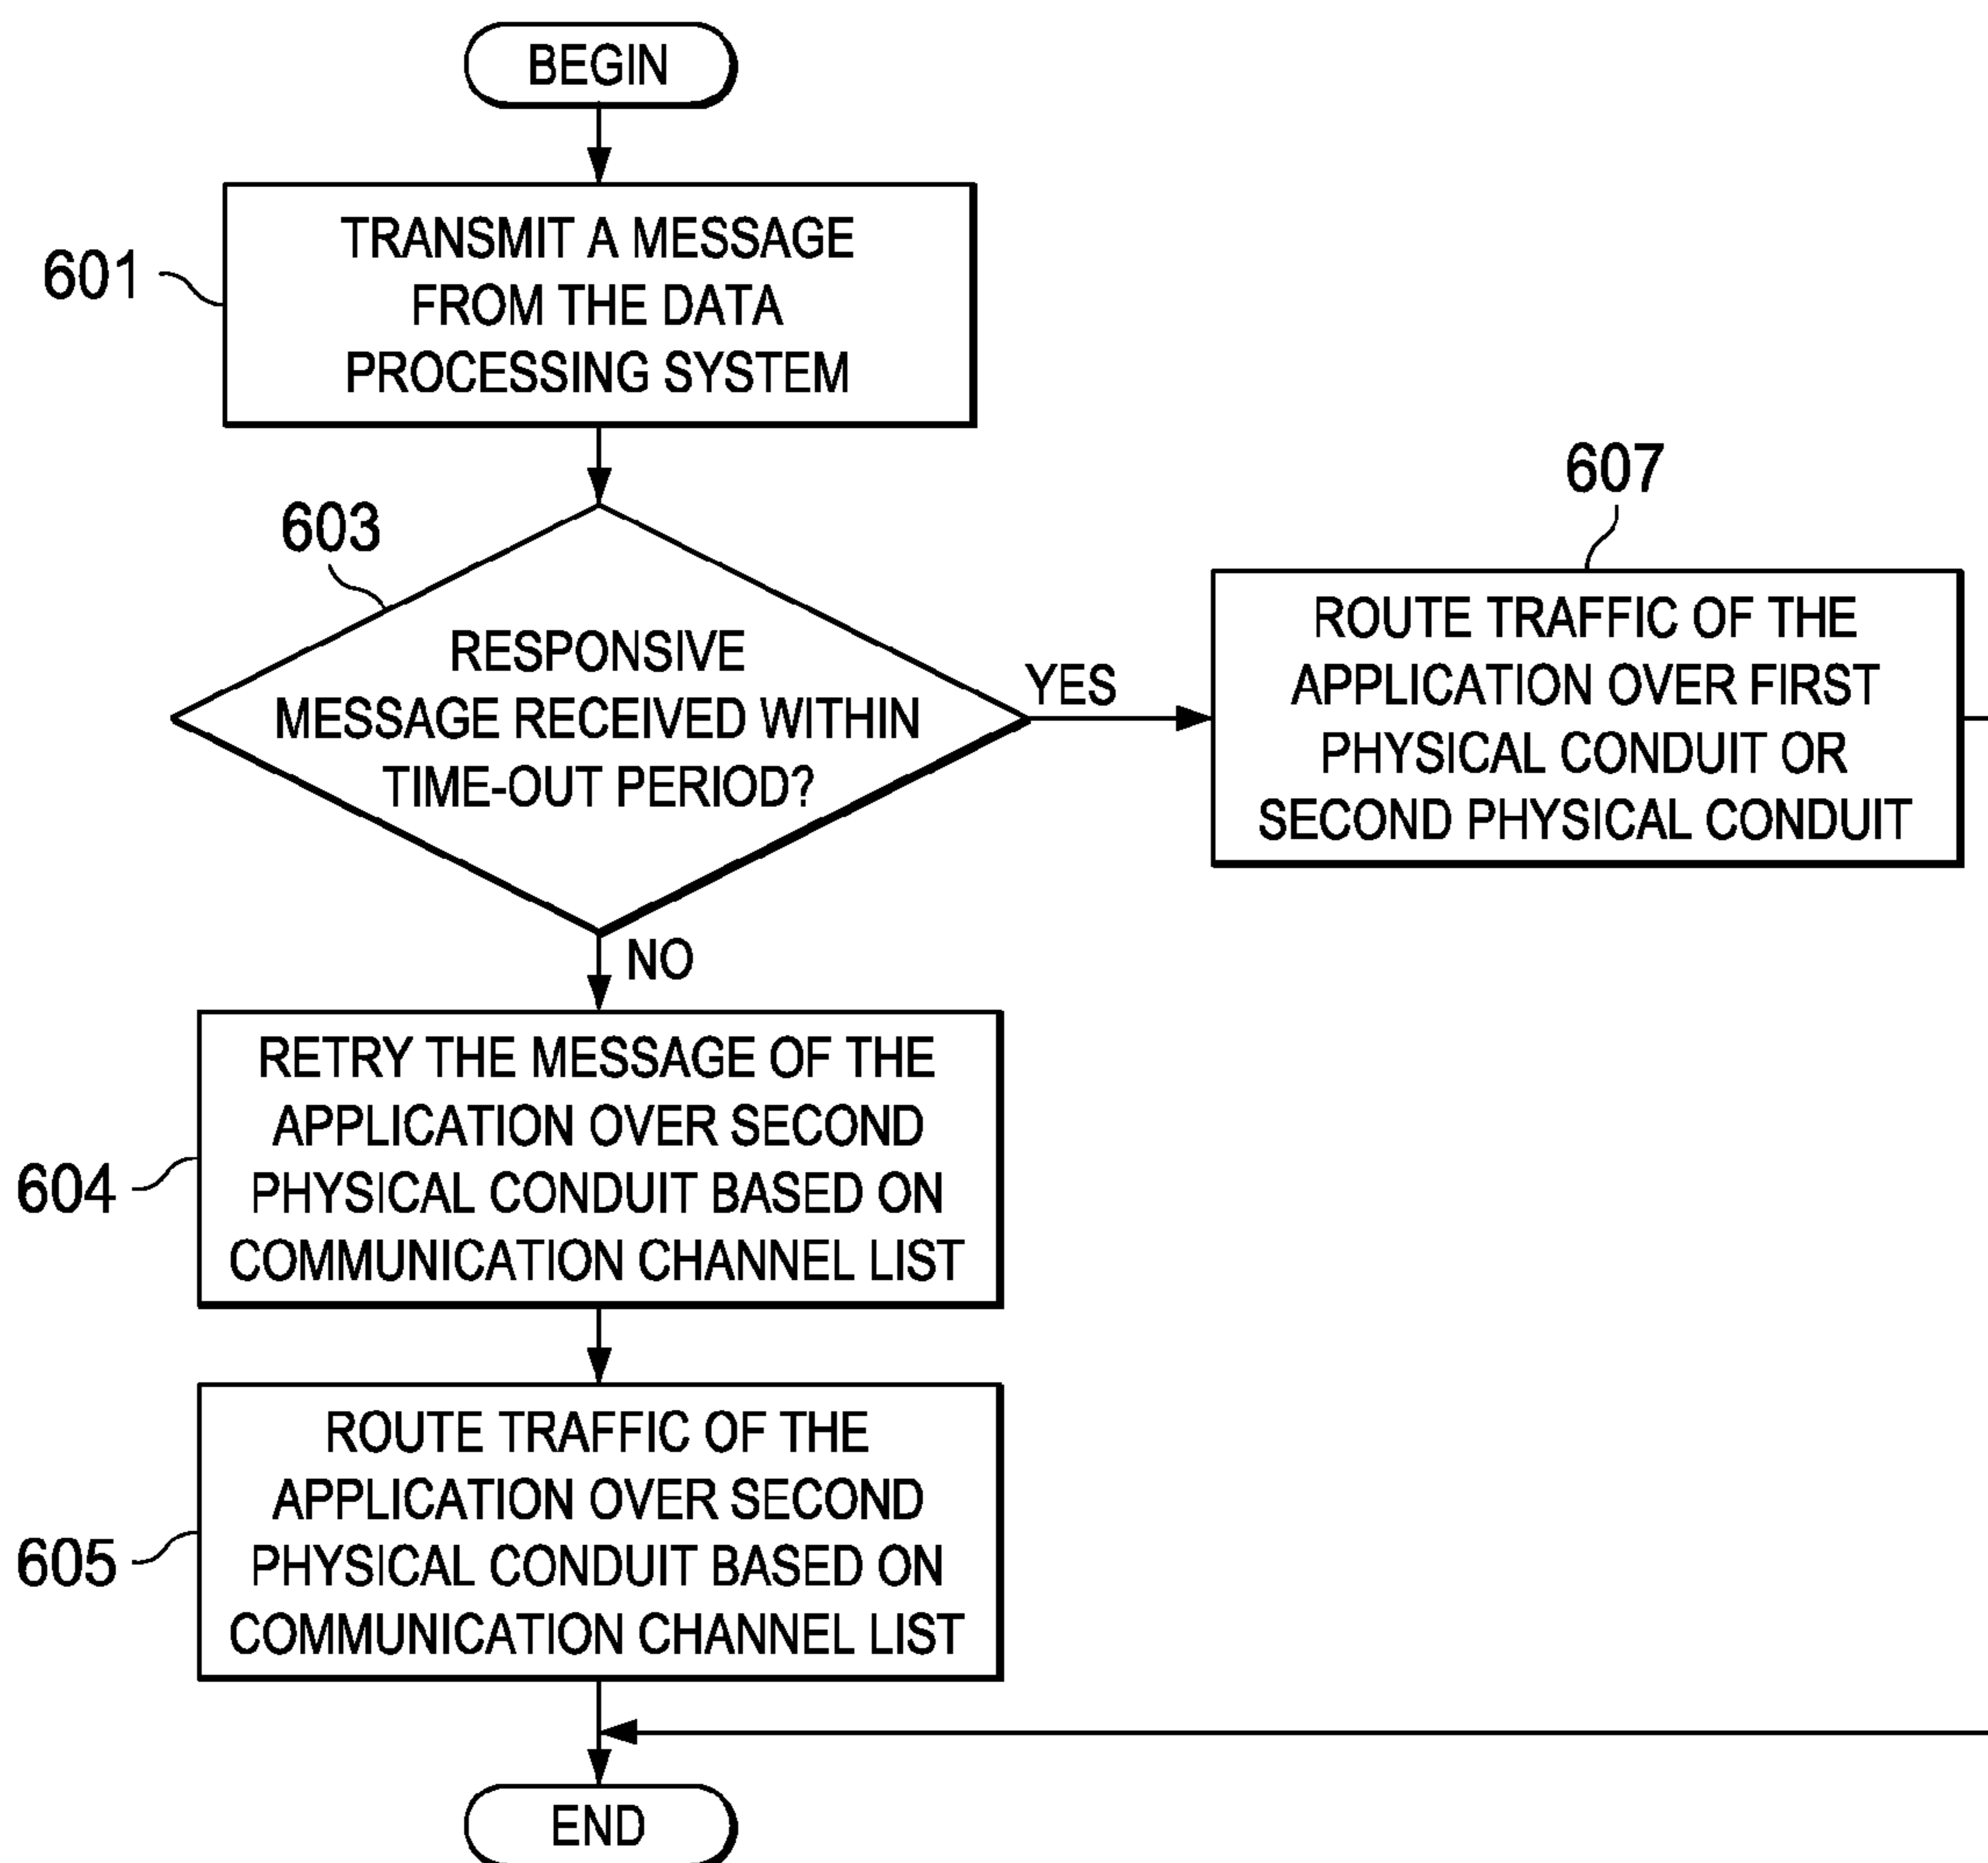 BEGIN
601
TRANSMIT A MESSAGE
FROM THE DATA
PROCESSING SYSTEM
603
RESPONSIVE
MESSAGE RECEIVED WITHIN
TIME-OUT PERIOD?
YES
607
ROUTE TRAFFIC OF THE
APPLICATION OVER FIRST
PHYSICAL CONDUIT OR
SECOND PHYSICAL CONDUIT
NO
604
RETRY THE MESSAGE OF THE
APPLICATION OVER SECOND
PHYSICAL CONDUIT BASED ON
COMMUNICATION CHANNEL LIST
605
ROUTE TRAFFIC OF THE
APPLICATION OVER SECOND
PHYSICAL CONDUIT BASED ON
COMMUNICATION CHANNEL LIST
END